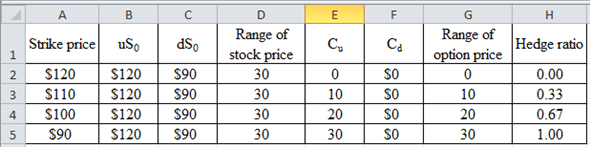 A B C D E F G H
1 Strike price uS₀ dS₀ Range of stock price Cᵤ C_d Range of option price Hedge ratio
2 $120 $120 $90 30 0 $0 0 0.00
3 $110 $120 $90 30 10 $0 10 0.33
4 $100 $120 $90 30 20 $0 20 0.67
5 $90 $120 $90 30 30 $0 30 1.00